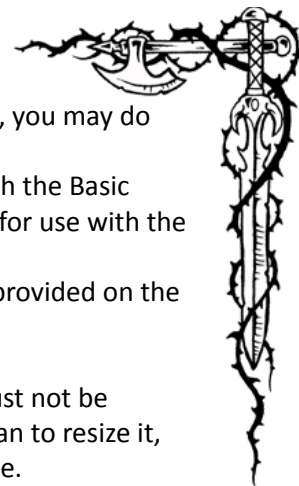 , you may do
h the Basic
for use with the
provided on the
ust not be
an to resize it,
e.